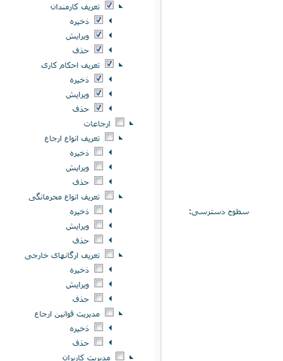 تعریف کارمندان
ذخیره
ویرایش
حذف
تعریف احکام کاری
ذخیره
ویرایش
حذف
ارجاعات
تعریف انواع ارجاع
ذخیره
ویرایش
حذف
تعریف انواع محرمانگی
ذخیره
سطوح دسترسی:
ویرایش
حذف
تعریف ارگانهای خارجی
ذخیره
ویرایش
حذف
مدیریت قوانین ارجاع
ذخیره
حذف
مدیریت کاربران